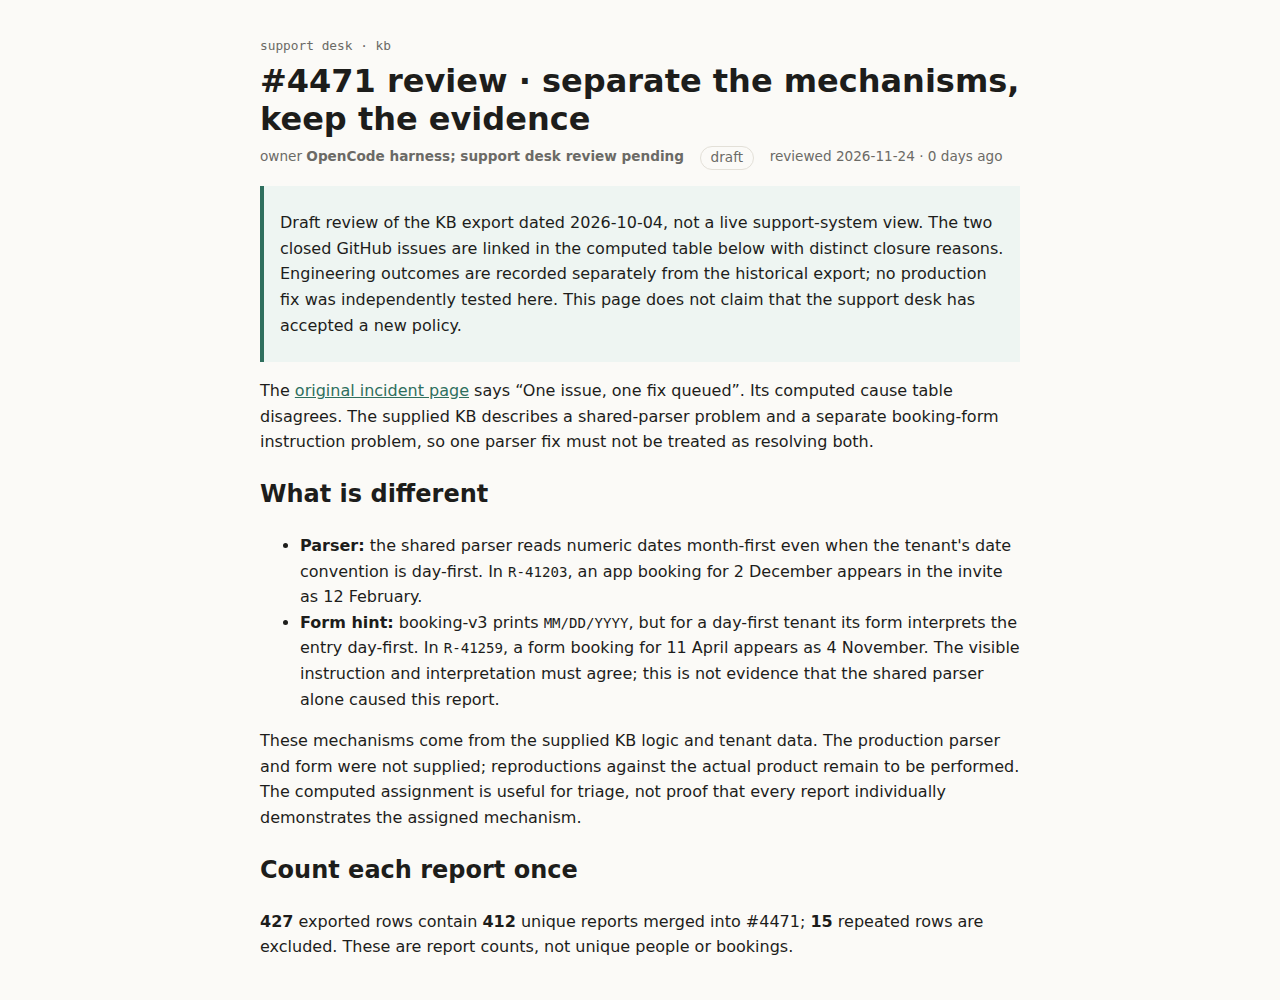 support desk · kb
#4471 review · separate the mechanisms,
keep the evidence
owner OpenCode harness; support desk review pending draft reviewed 2026-11-24 · 0 days ago
Draft review of the KB export dated 2026-10-04, not a live support-system view. The two
closed GitHub issues are linked in the computed table below with distinct closure reasons.
Engineering outcomes are recorded separately from the historical export; no production
fix was independently tested here. This page does not claim that the support desk has
accepted a new policy.
The original incident page says “One issue, one fix queued”. Its computed cause table
disagrees. The supplied KB describes a shared-parser problem and a separate booking-form
instruction problem, so one parser fix must not be treated as resolving both.
What is different
• Parser: the shared parser reads numeric dates month-first even when the tenant's date
convention is day-first. In R-41203, an app booking for 2 December appears in the invite
as 12 February.
• Form hint: booking-v3 prints MM/DD/YYYY, but for a day-first tenant its form interprets the
entry day-first. In R-41259, a form booking for 11 April appears as 4 November. The visible
instruction and interpretation must agree; this is not evidence that the shared parser
alone caused this report.
These mechanisms come from the supplied KB logic and tenant data. The production parser
and form were not supplied; reproductions against the actual product remain to be performed.
The computed assignment is useful for triage, not proof that every report individually
demonstrates the assigned mechanism.
Count each report once
427 exported rows contain 412 unique reports merged into #4471; 15 repeated rows are
excluded. These are report counts, not unique people or bookings.